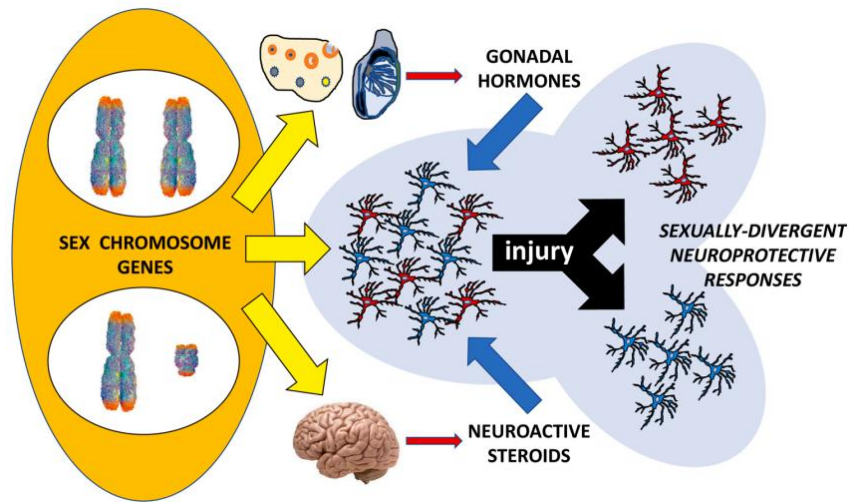 GONADAL
HORMONES
SEX CHROMOSOME
GENES
injury
SEXUALLY-DIVERGENT
NEUROPROTECTIVE
RESPONSES
NEUROACTIVE
STEROIDS